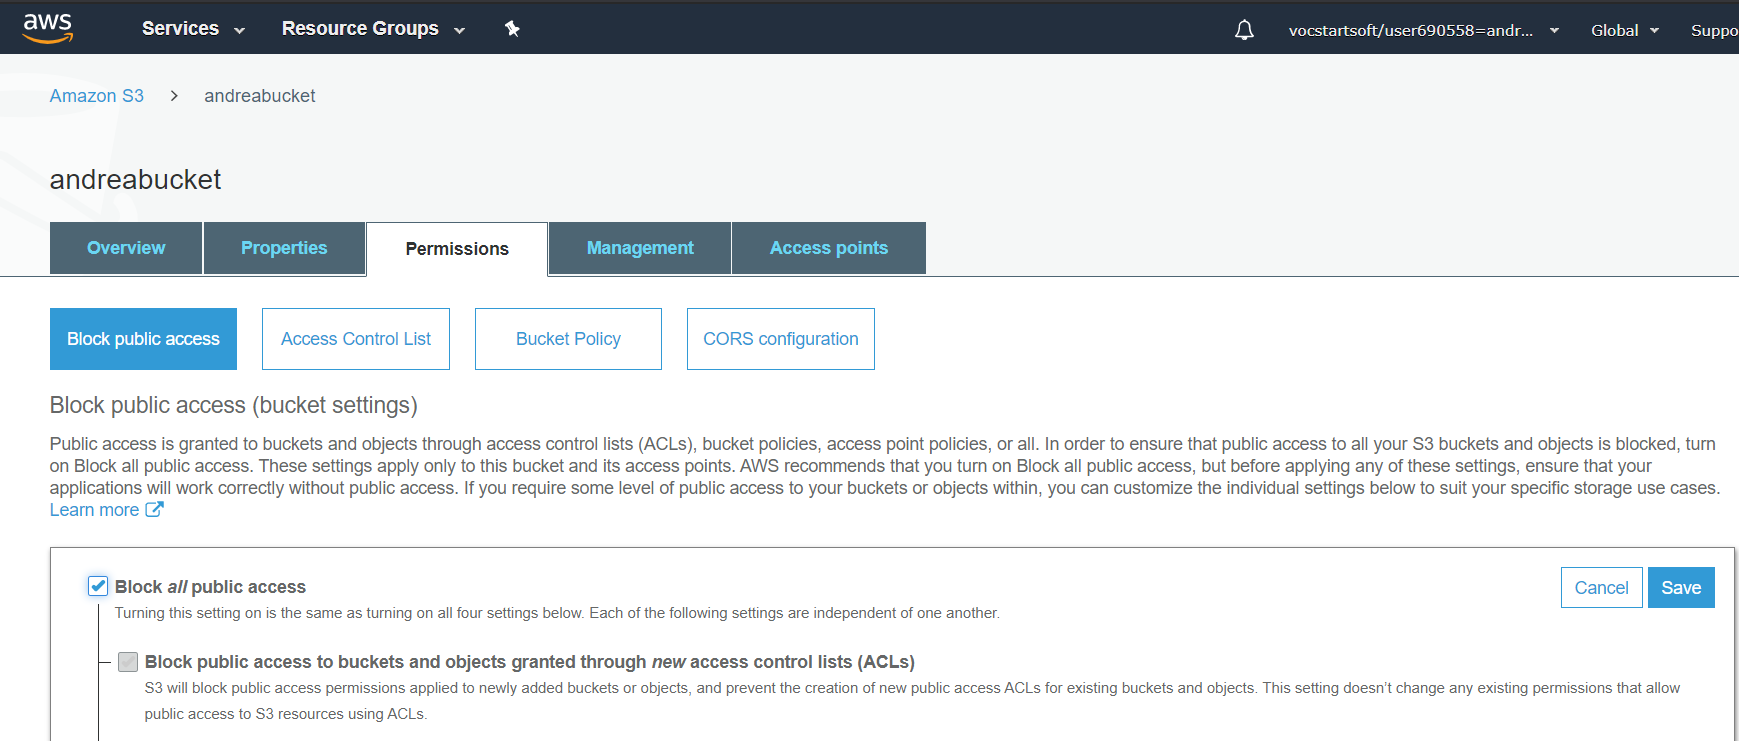 aws Services Resource Groups vocstartsoft/user690558=andr... Global Suppo
Amazon S3 > andreabucket
andreabucket
Overview Properties Permissions Management Access points
Block public access Access Control List Bucket Policy CORS configuration
Block public access (bucket settings)
Public access is granted to buckets and objects through access control lists (ACLs), bucket policies, access point policies, or all. In order to ensure that public access to all your S3 buckets and objects is blocked, turn
on Block all public access. These settings apply only to this bucket and its access points. AWS recommends that you turn on Block all public access, but before applying any of these settings, ensure that your
applications will work correctly without public access. If you require some level of public access to your buckets or objects within, you can customize the individual settings below to suit your specific storage use cases.
Learn more
Block all public access Cancel Save
Turning this setting on is the same as turning on all four settings below. Each of the following settings are independent of one another.
Block public access to buckets and objects granted through new access control lists (ACLs)
S3 will block public access permissions applied to newly added buckets or objects, and prevent the creation of new public access ACLs for existing buckets and objects. This setting doesn't change any existing permissions that allow
public access to S3 resources using ACLs.